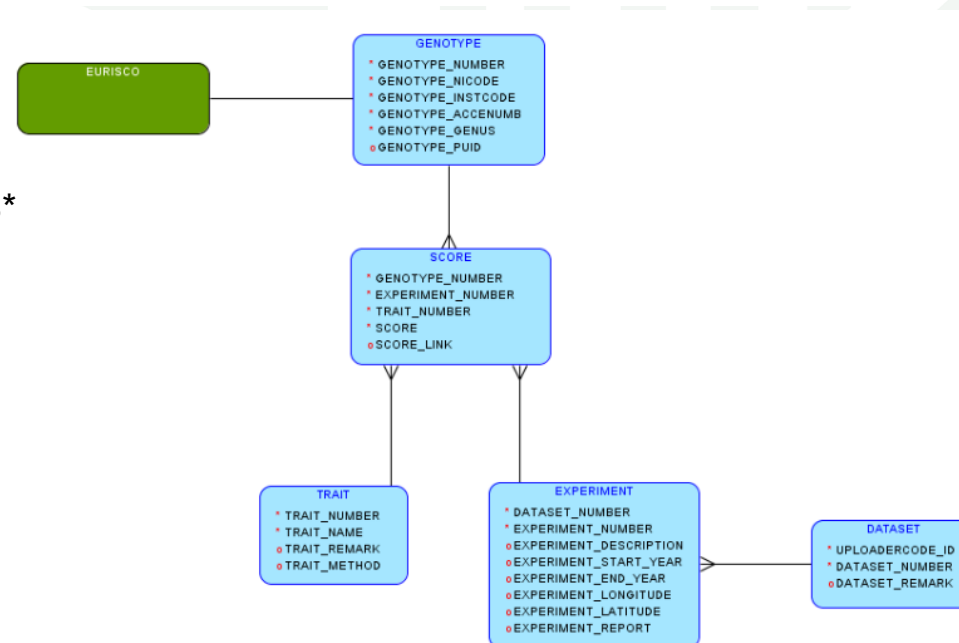 EURISCO
GENOTYPE
* GENOTYPE_NUMBER
* GENOTYPE_NICODE
* GENOTYPE_INSTCODE
* GENOTYPE_ACCENUMB
* GENOTYPE_GENUS
o GENOTYPE_PUID
*
SCORE
* GENOTYPE_NUMBER
* EXPERIMENT_NUMBER
* TRAIT_NUMBER
* SCORE
o SCORE_LINK
TRAIT
* TRAIT_NUMBER
* TRAIT_NAME
o TRAIT_REMARK
o TRAIT_METHOD
EXPERIMENT
* DATASET_NUMBER
* EXPERIMENT_NUMBER
o EXPERIMENT_DESCRIPTION
o EXPERIMENT_START_YEAR
o EXPERIMENT_END_YEAR
o EXPERIMENT_LONGITUDE
o EXPERIMENT_LATITUDE
o EXPERIMENT_REPORT
DATASET
* UPLOADERCODE_ID
* DATASET_NUMBER
o DATASET_REMARK